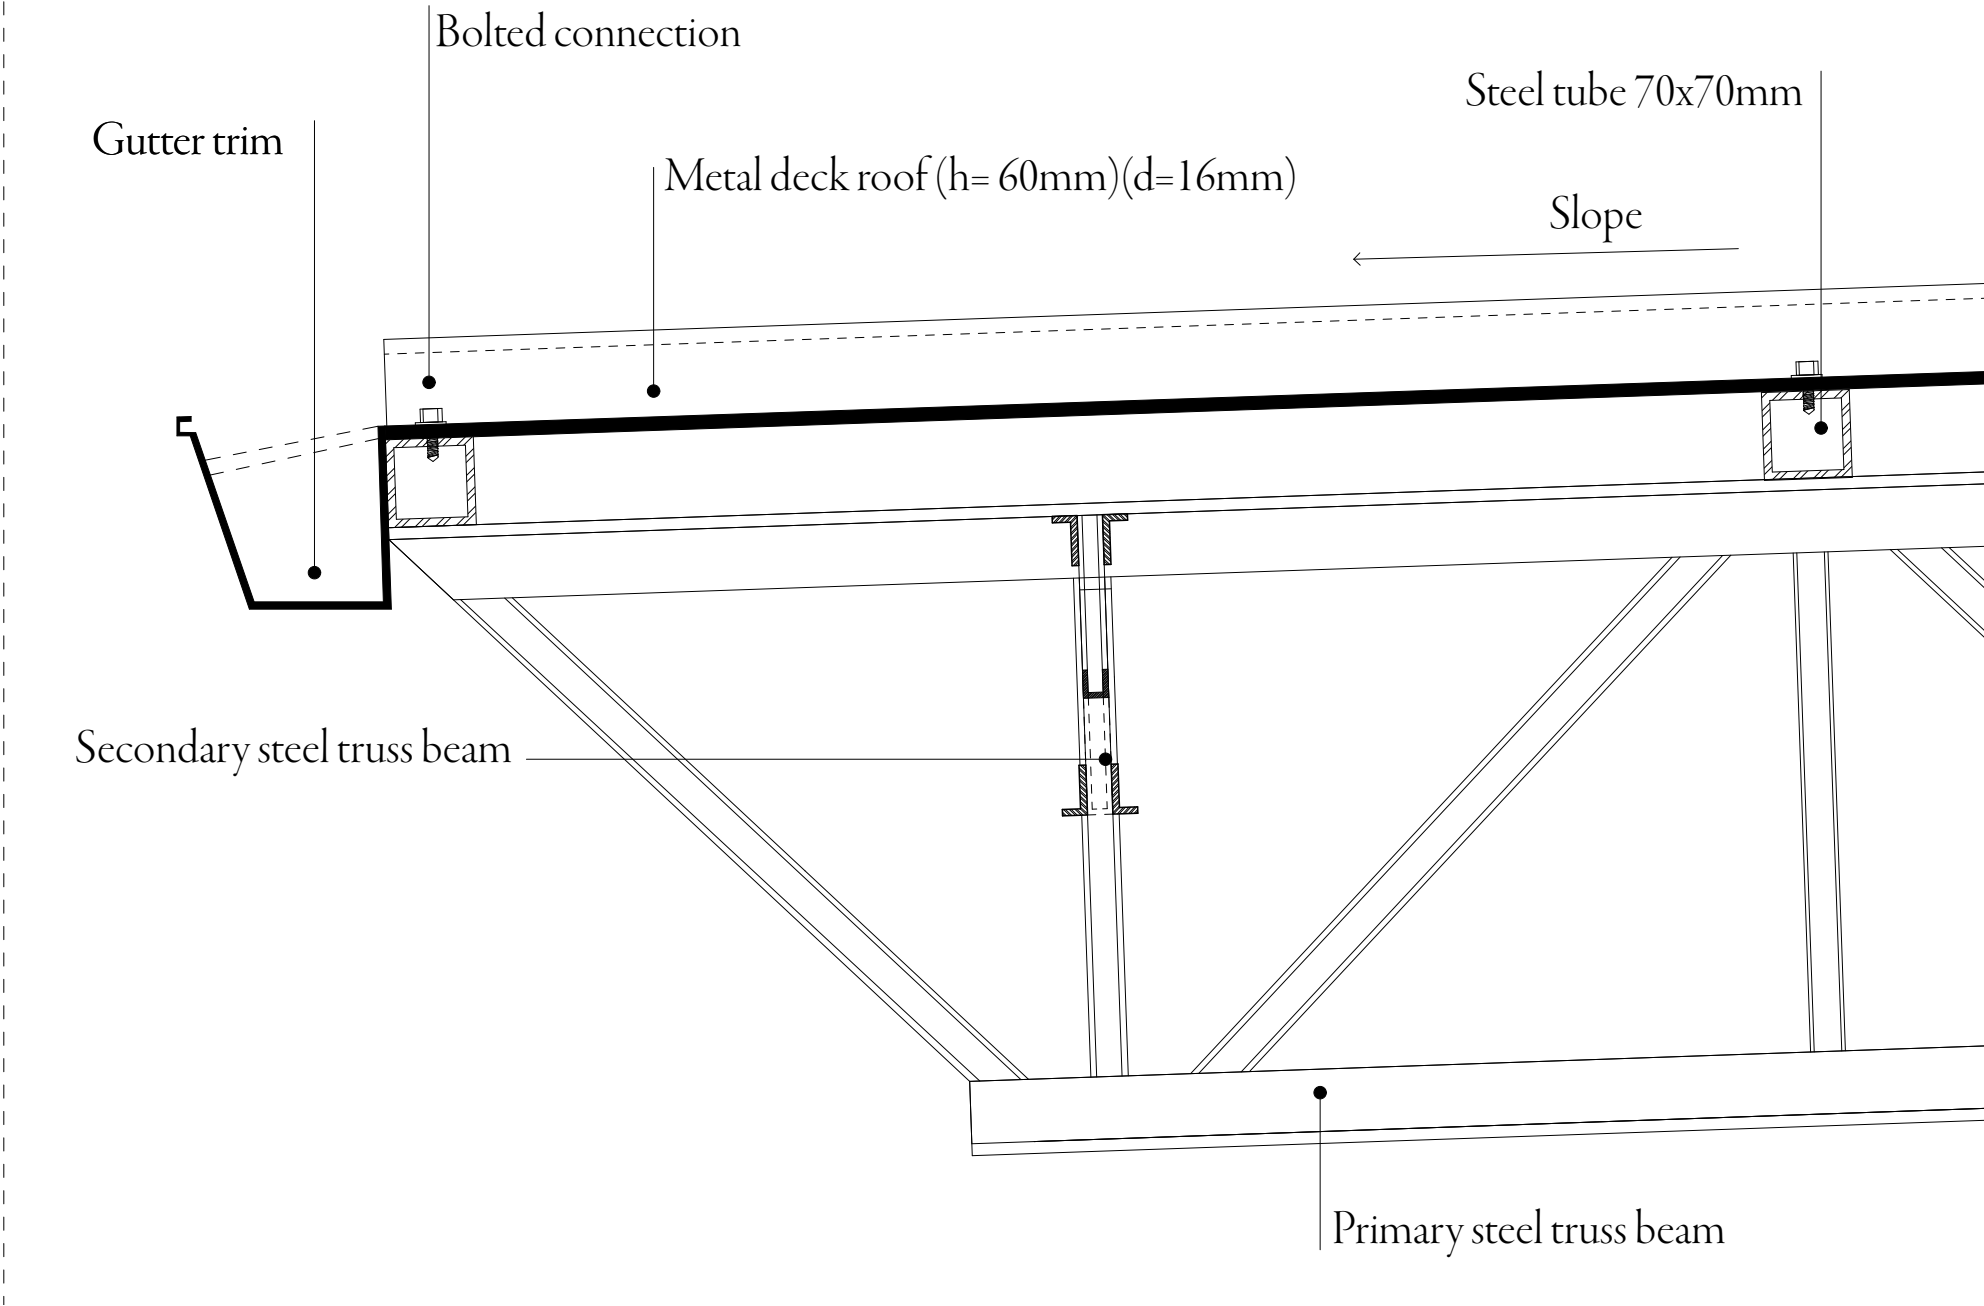 Bolted connection
Steel tube 70x70mm
Gutter trim
Metal deck roof (h= 60mm)(d=16mm)
Slope
Secondary steel truss beam
Primary steel truss beam